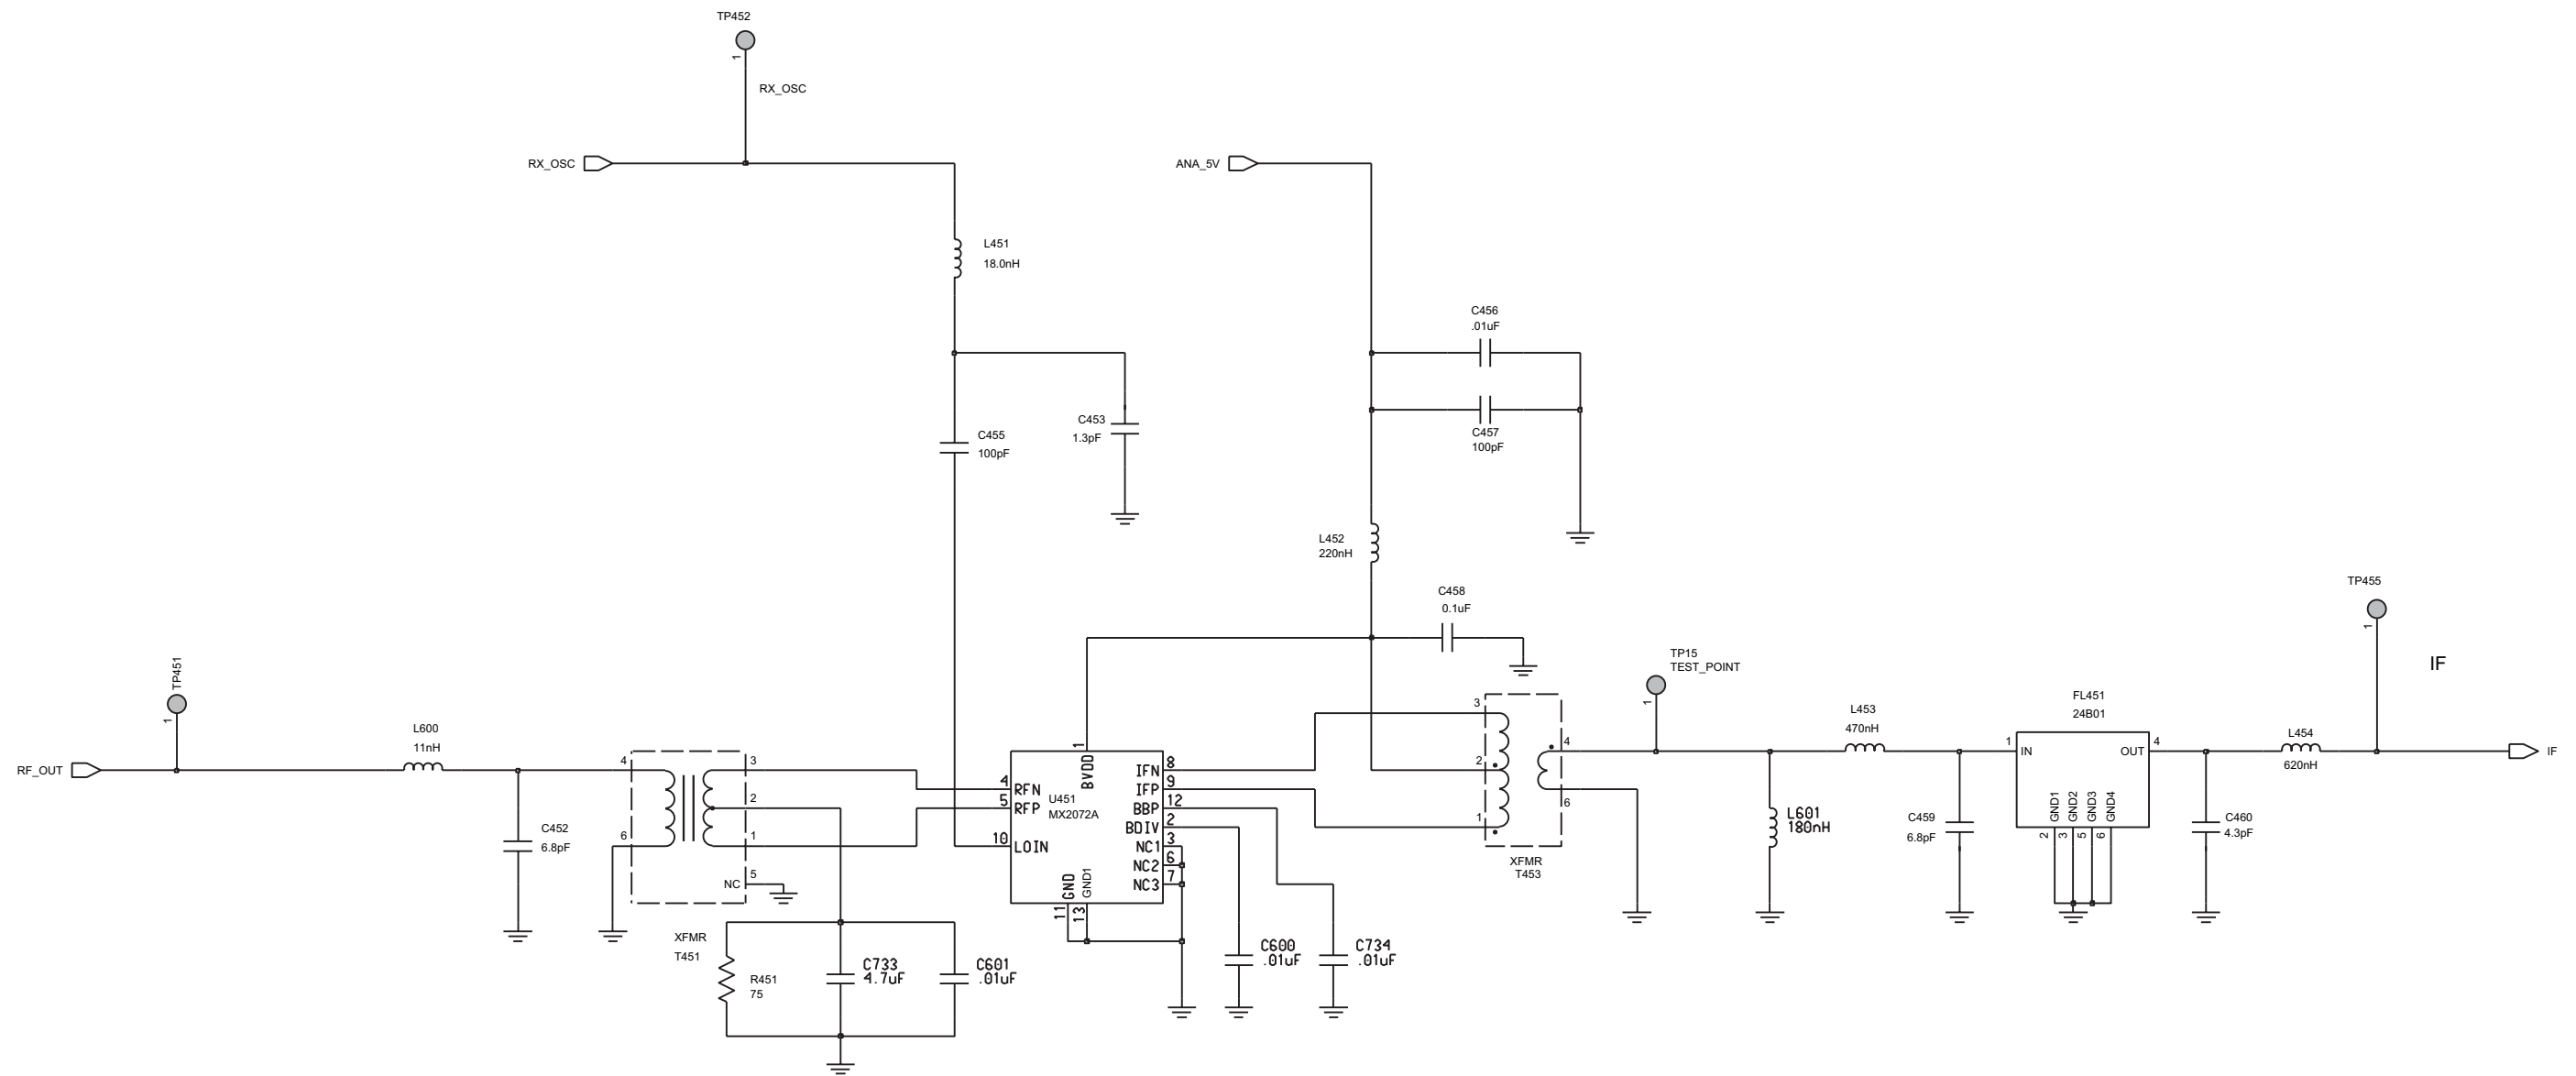 TP452
1
RX_OSC
RX_OSC
ANA_5V
L451
18.0nH
C456
.01uF
C453
1.3pF
C455
100pF
C457
100pF
L452
220nH
C458
0.1uF
TP455
1
TP451
1
TP15
TEST_POINT
1
IF
L600
11nH
RF_OUT
4
6
3
2
1
5
NC
C452
6.8pF
XFMR
T451
R451
75
C733
4.7uF
C601
.01uF
1
BVDD
4
RFN
5
RFP
10
LOIN
U451
MX2072A
IFN
8
IFP
9
BBP
12
BDIV
2
NC1
3
NC2
6
NC3
7
GND
GND1
11
13
C600
.01uF
C734
.01uF
3
2
1
4
6
XFMR
T453
L601
180nH
L453
470nH
C459
6.8pF
FL451
24B01
1
IN
OUT
4
GND1
GND2
GND3
GND4
2
3
5
6
C460
4.3pF
L454
620nH
IF